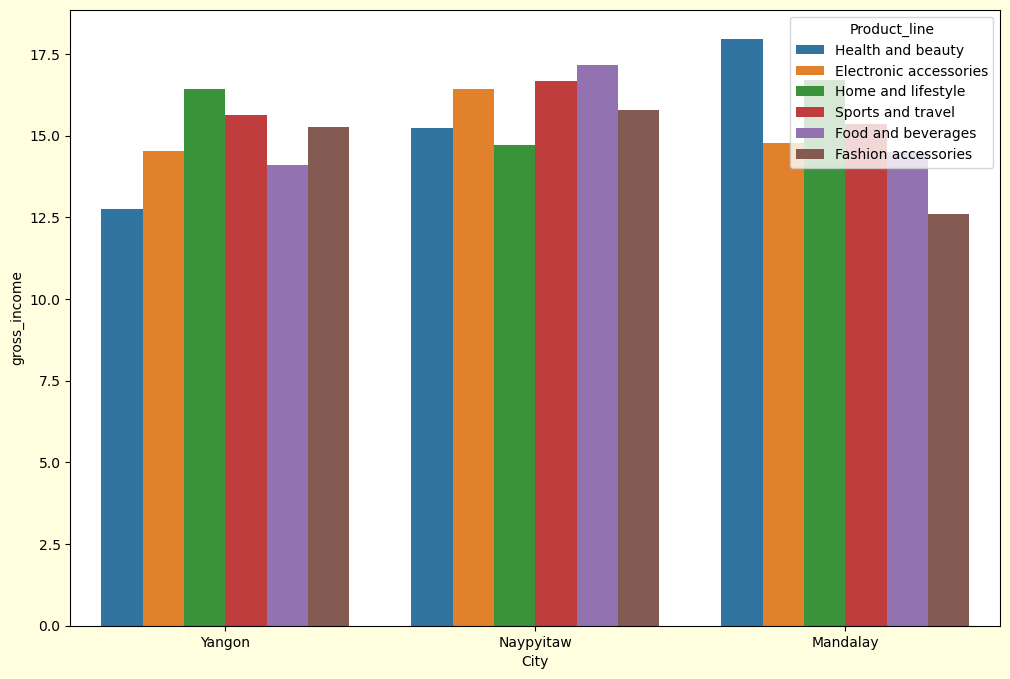 Product_line
Health and beauty
Electronic accessories
Home and lifestyle
Sports and travel
Food and beverages
Fashion accessories
17.5
15.0
12.5
10.0
7.5
5.0
2.5
0.0
gross_income
Yangon
Naypyitaw
Mandalay
City